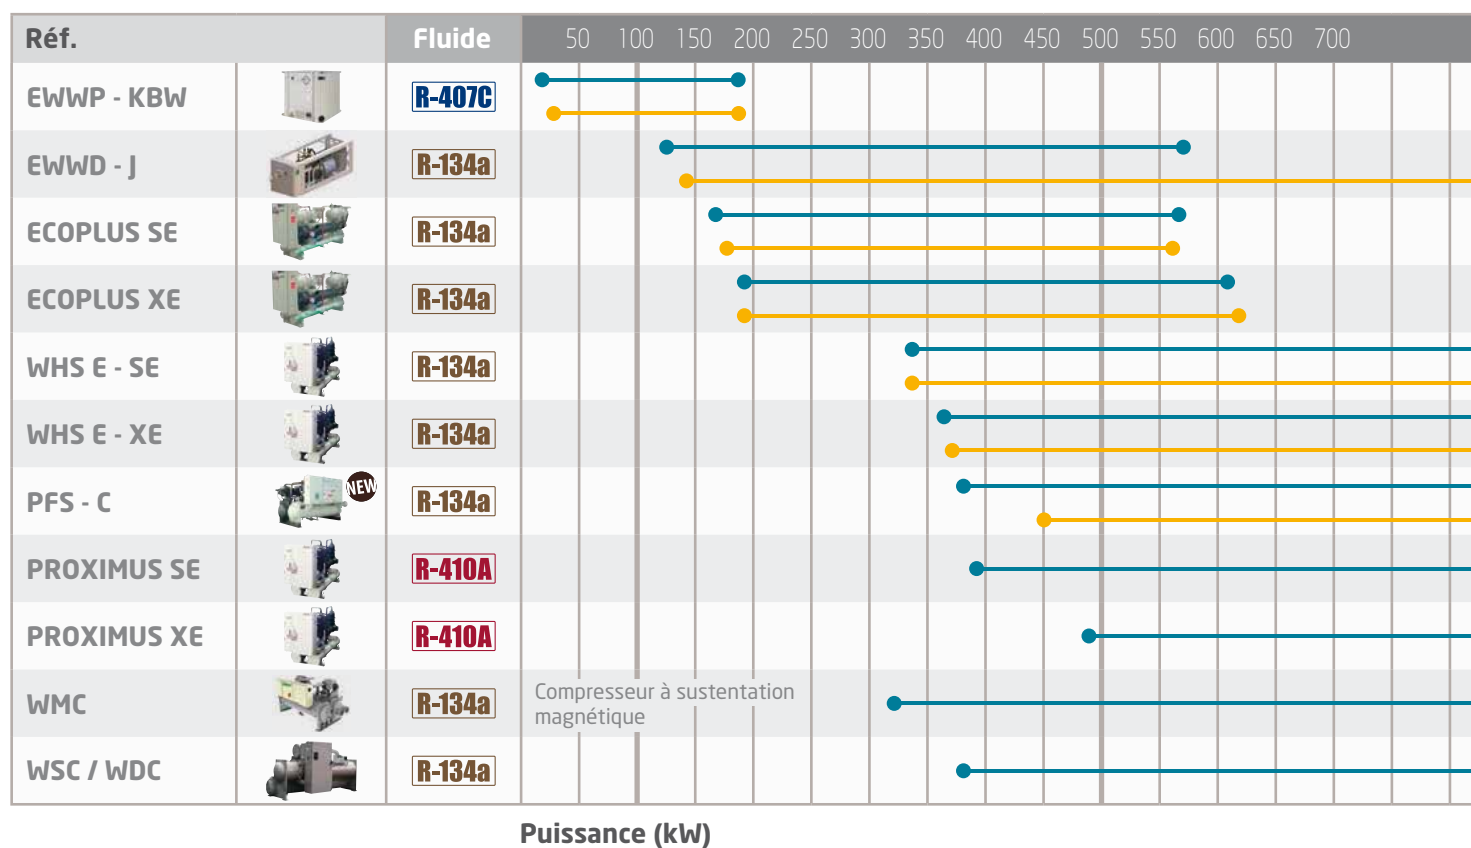 Réf. Fluide 50 100 150 200 250 300 350 400 450 500 550 600 650 700
EWWP - KBW R-407C
EWWD - J R-134a
ECOPLUS SE R-134a
ECOPLUS XE R-134a
WHS E - SE R-134a
WHS E - XE R-134a
PFS - C NEW R-134a
PROXIMUS SE R-410A
PROXIMUS XE R-410A
WMC R-134a Compresseur à sustentation
magnétique
WSC / WDC R-134a
Puissance (kW)